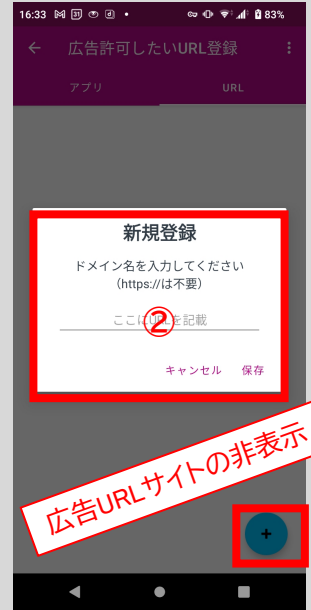 16:33 31 83%
広告許可したいURL登録
アプリ URL
新規登録
ドメイン名を入力してください
(https://は不要)
ここにURLを記載
②
キャンセル 保存
広告URLサイトの非表示
+